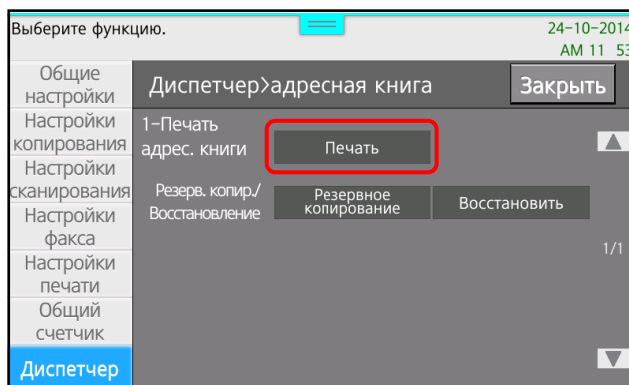 Выберите функцию.
24-10-2014
AM 11 53
Общие
настройки
Диспетчер>адресная книга
Закрыть
Настройки
копирования
1-Печать
адрес. книги
Печать
Настройки
сканирования
Резерв. копир./
Восстановление
Резервное
копирование
Восстановить
Настройки
факса
1/1
Настройки
печати
Общий
счетчик
Диспетчер